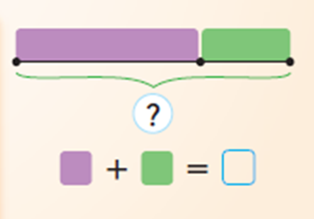 ?
+ =